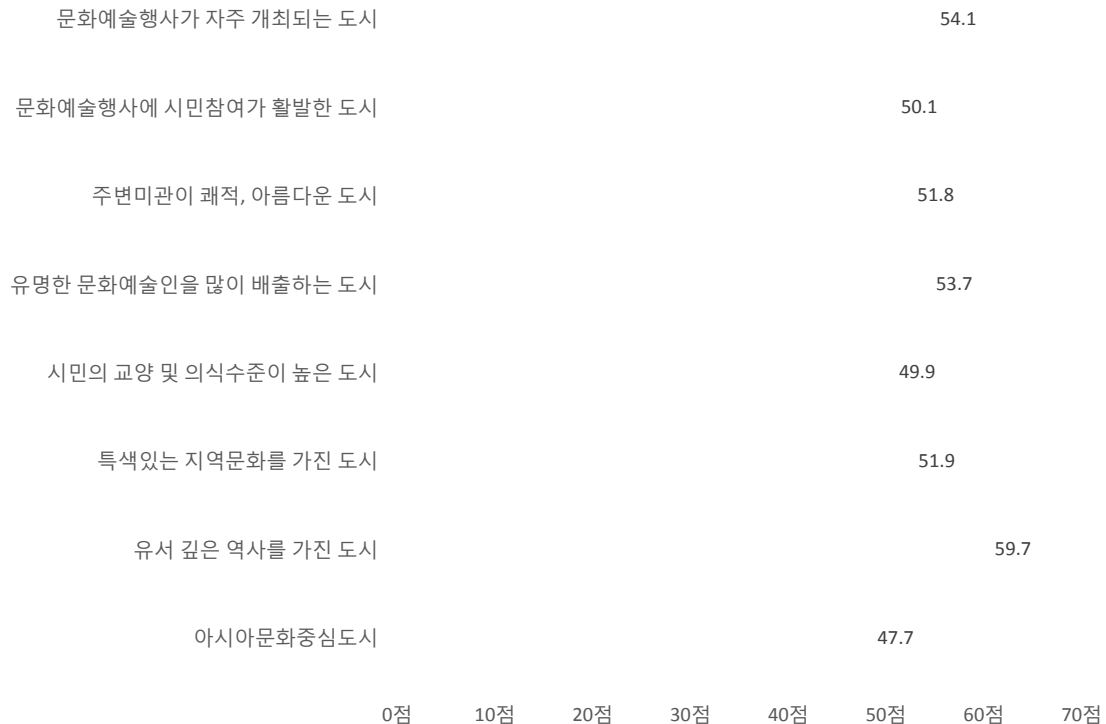 문화예술행사가 자주 개최되는 도시 54.1
문화예술행사에 시민참여가 활발한 도시 50.1
주변미관이 쾌적, 아름다운 도시 51.8
유명한 문화예술인을 많이 배출하는 도시 53.7
시민의 교양 및 의식수준이 높은 도시 49.9
특색있는 지역문화를 가진 도시 51.9
유서 깊은 역사를 가진 도시 59.7
아시아문화중심도시 47.7
0점 10점 20점 30점 40점 50점 60점 70점